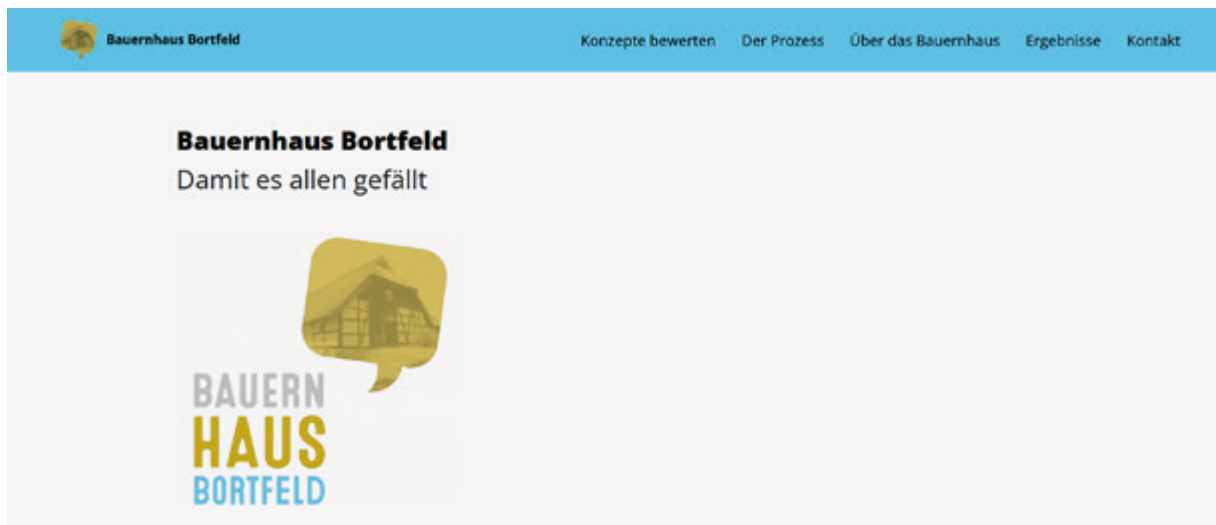 Bauernhaus Bortfeld
Konzepte bewerten Der Prozess Über das Bauernhaus Ergebnisse Kontakt
Bauernhaus Bortfeld
Damit es allen gefällt
BAUERN
HAUS
BORTFELD